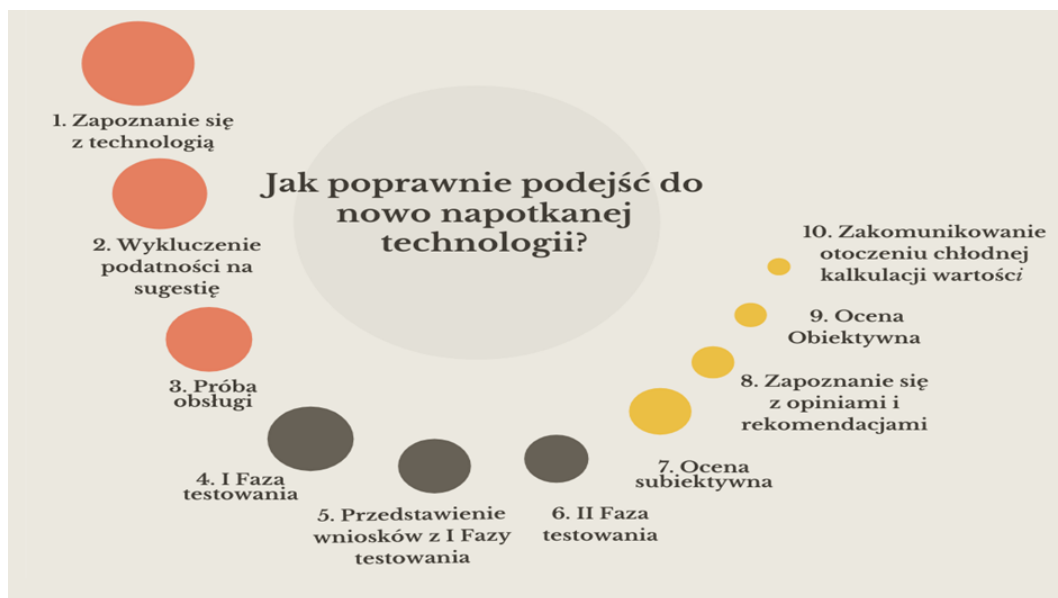 Jak poprawnie podejść do
nowo napotkanej
technologii?
1. Zapoznanie się
z technologią
2. Wykluczenie
podatności na
sugestię
3. Próba
obsługi
4. I Faza
testowania
5. Przedstawienie
wniosków z I Fazy
testowania
6. II Faza
testowania
7. Ocena
subiektywna
8. Zapoznanie się
z opiniami i
rekomendacjami
9. Ocena
Obiektywna
10. Zakomunikowanie
otoczeniu chłodnej
kalkulacji wartości